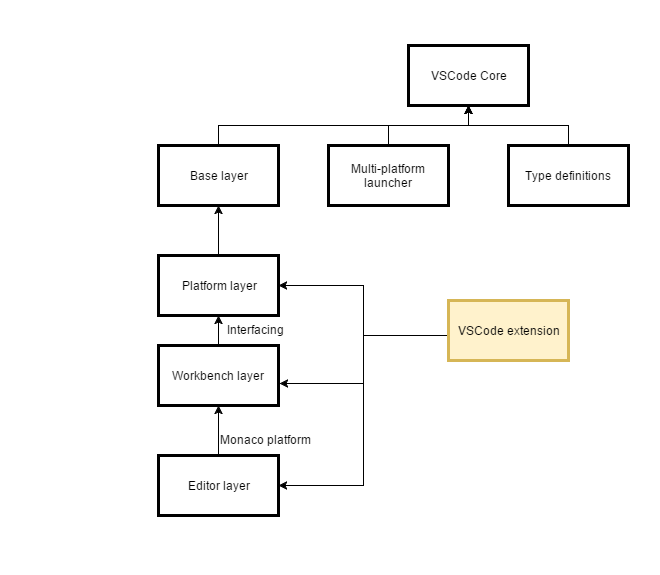 VSCode Core
Base layer
Multi-platform
launcher
Type definitions
Platform layer
Interfacing
VSCode extension
Workbench layer
Monaco platform
Editor layer